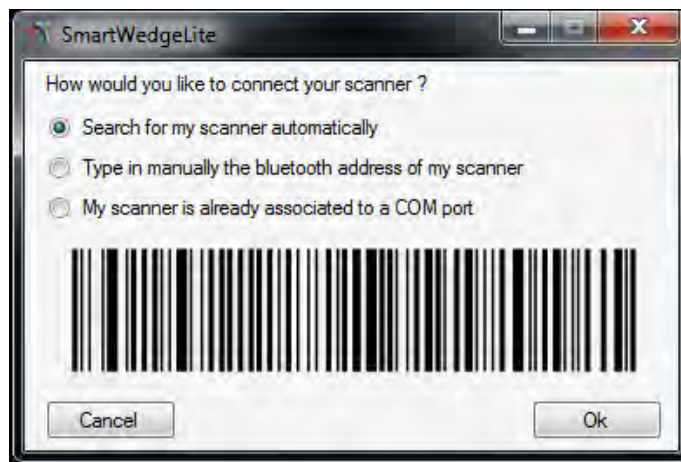 SmartWedgeLite
How would you like to connect your scanner ?
Search for my scanner automatically
Type in manually the bluetooth address of my scanner
My scanner is already associated to a COM port
Cancel
Ok